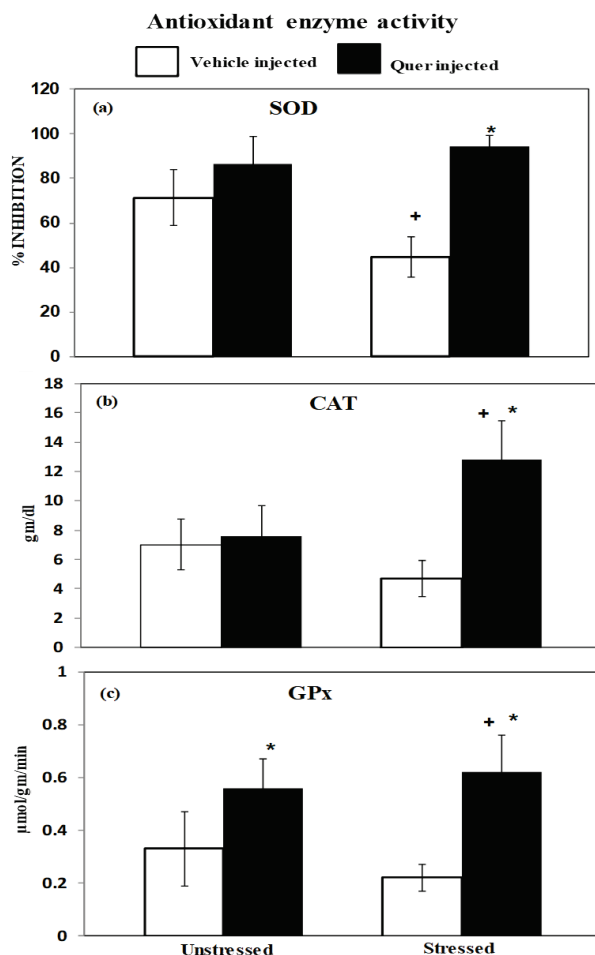 Antioxidant enzyme activity
Vehicle injected
Quer injected
(a)
SOD
% INHIBITION
120
100
80
60
40
20
0
+
*
(b)
CAT
gm/dl
18
16
14
12
10
8
6
4
2
0
+ *
(c)
GPx
µmol/gm/min
1
0.8
0.6
0.4
0.2
0
*
+ *
Unstressed
Stressed